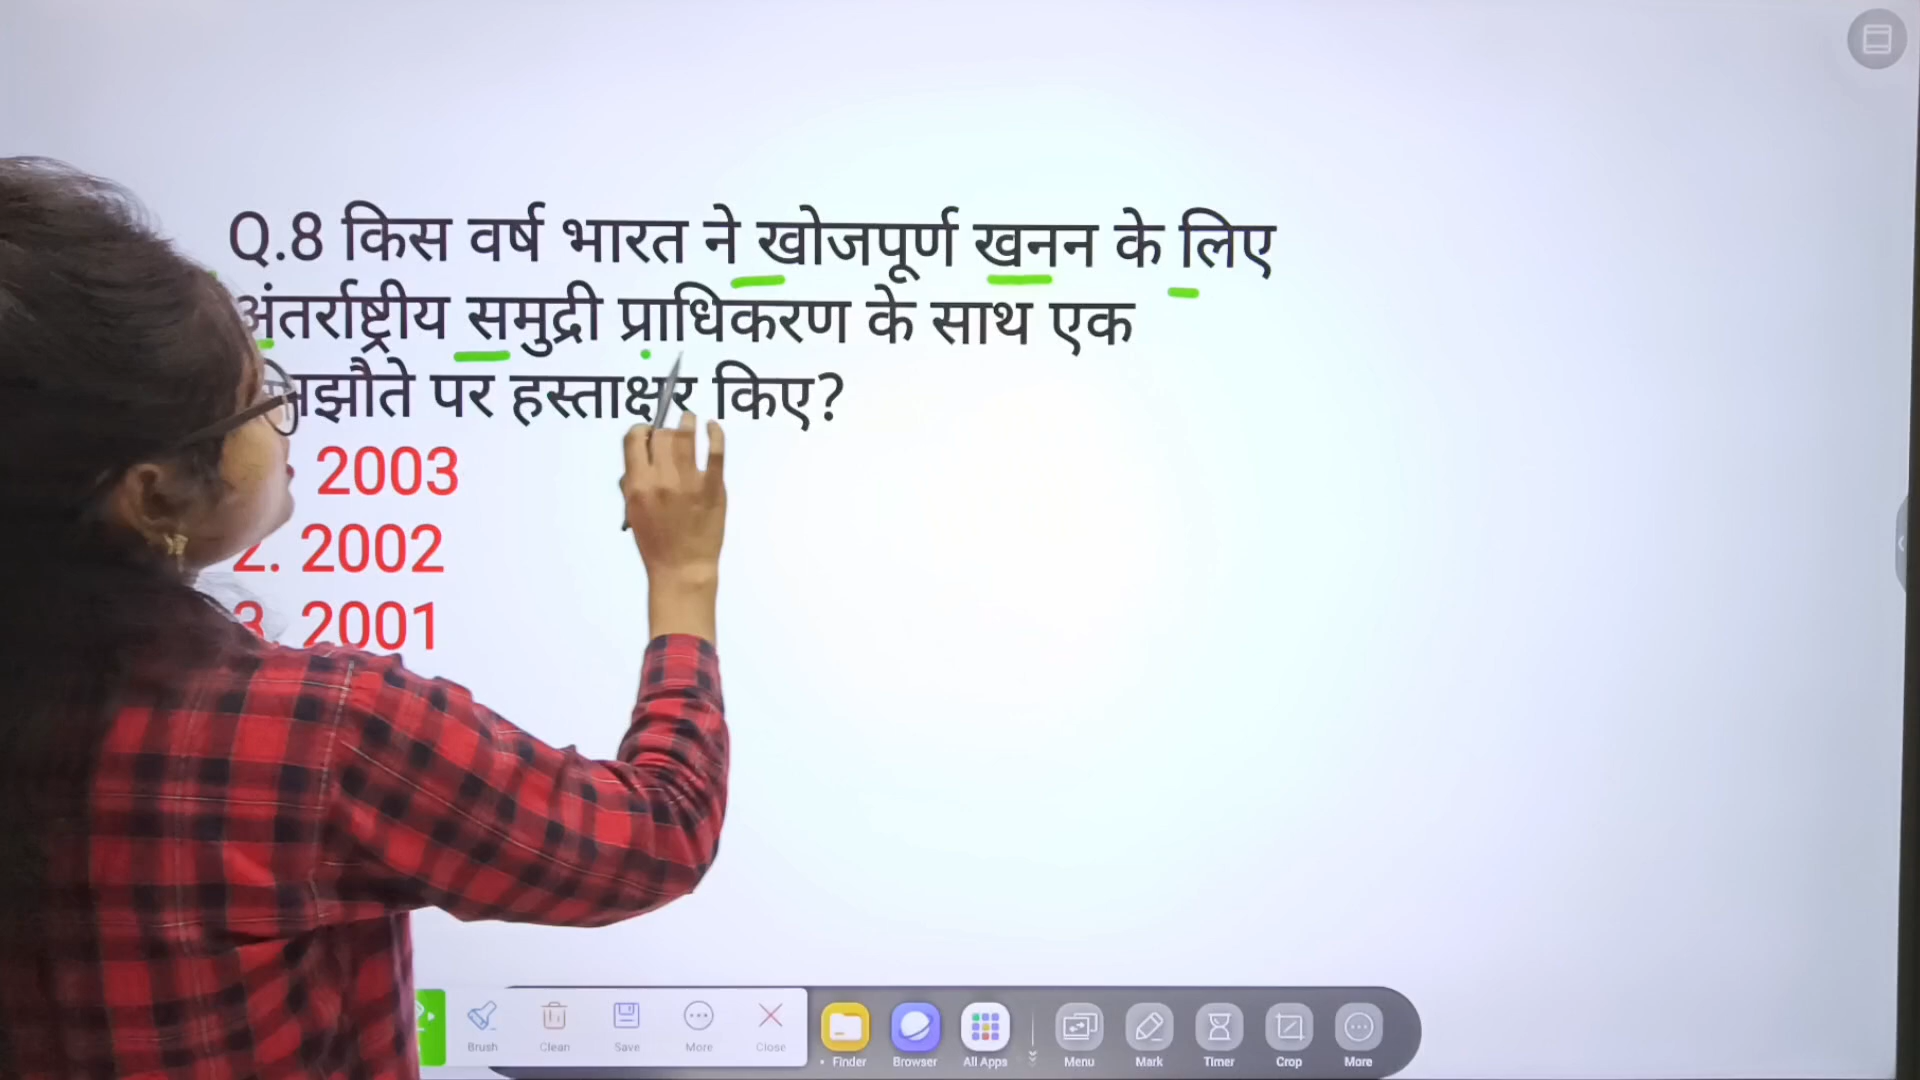 Q.8 किस वर्ष भारत ने खोजपूर्ण खनन के लिए
अंतर्राष्ट्रीय समुद्री प्राधिकरण के साथ एक
पर हस्ताक्षर किए?
2003
2. 2002
3. 2001
Brush Clean Save More Close Finder Browser All Apps Menu Mark Timer Crop More